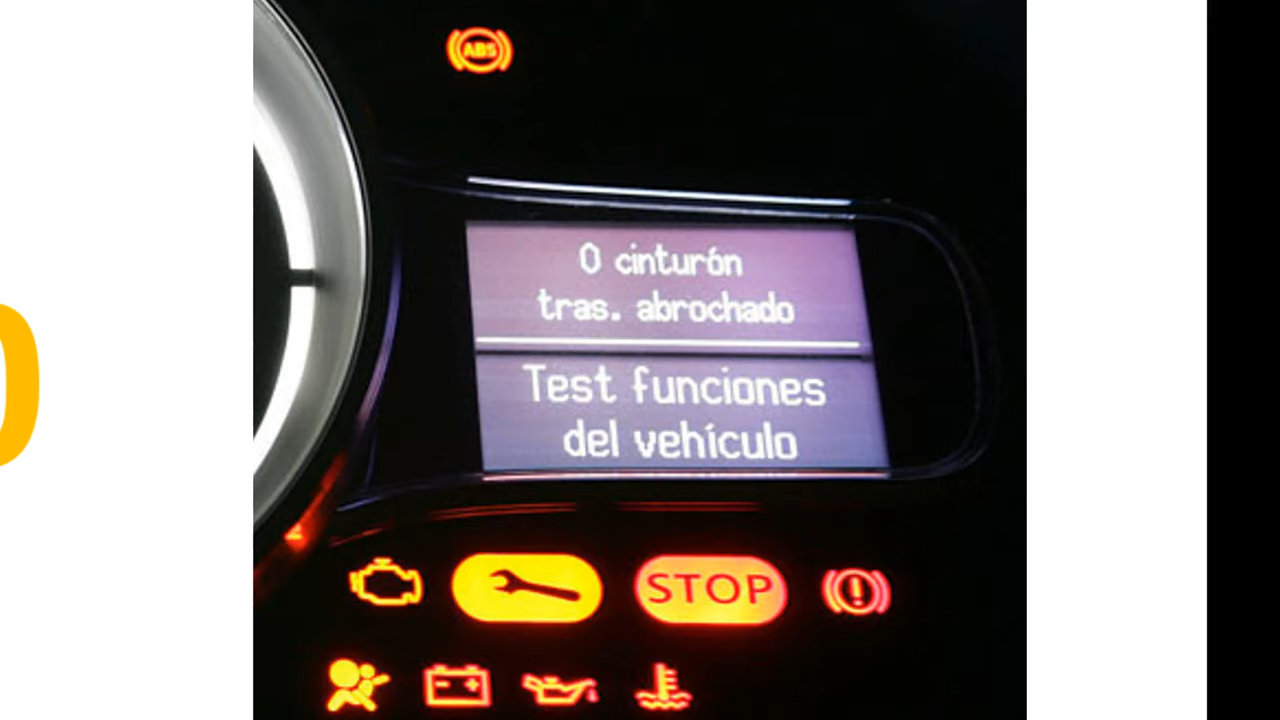 ABS
0 cinturón
tras. abrochado
Test funciones
del vehículo
STOP